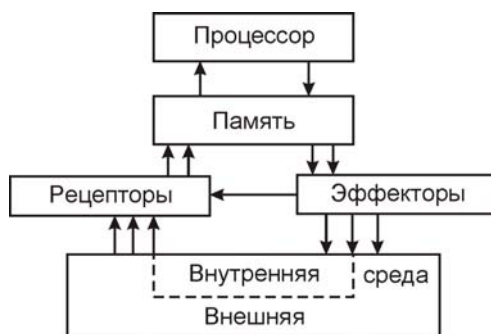 Процессор
Память
Рецепторы
Эффекторы
Внутренняя среда
Внешняя